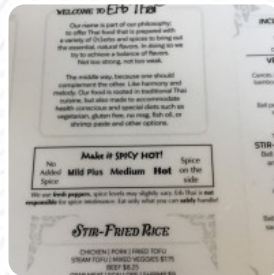 WELCOME TO Erb Thai
Our name is part of our philosophy:
to offer Thai food that is prepared with
a variety of and spices to bring out
the essential, natural flavors. In doing so we
try to achieve a balance of flavors.
Not too strong, not too weak.
The middle way, because one should
complement the other. Like harmony and
melody. Our food is rooted in traditional Thai
cuisine, but also made to accommodate
health conscious and special diets such as
vegetarian, gluten free, no msg, fish oil, or
shrimp paste and other options.
Make it SPICY HOT!
No Added Spice
Mild Plus Medium Hot
Spice on the side
We use fresh peppers, spice levels may slightly vary. Erb Thai is not
responsible for spice intolerance. Eat only what you can safely handle!
STIR-FRIED RICE
CHICKEN | PORK | FRIED TOFU
STEAM TOFU | MIXED VEGGIES $7.75
BEEF $8.25
INC
VE
STIR-